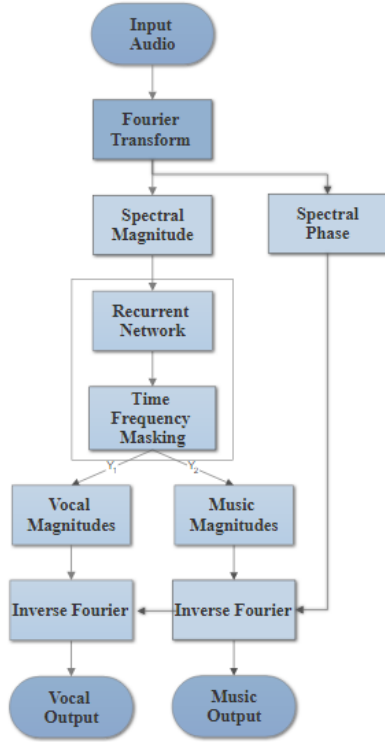 Input
Audio
Fourier
Transform
Spectral
Magnitude
Spectral
Phase
Recurrent
Network
Time
Frequency
Masking
Y1
Y2
Vocal
Magnitudes
Music
Magnitudes
Inverse Fourier
Inverse Fourier
Vocal
Output
Music
Output